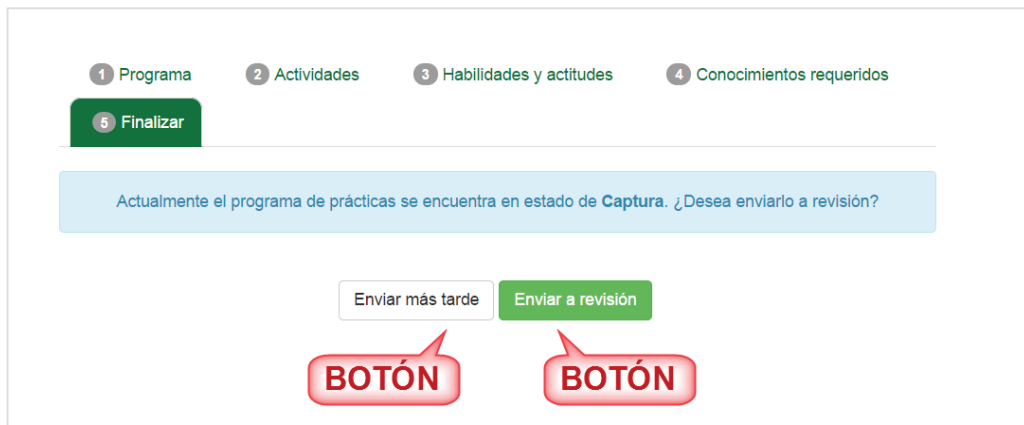 1 Programa 2 Actividades 3 Habilidades y actitudes 4 Conocimientos requeridos
5 Finalizar
Actualmente el programa de prácticas se encuentra en estado de Captura. ¿Desea enviarlo a revisión?
Enviar más tarde Enviar a revisión
BOTÓN BOTÓN